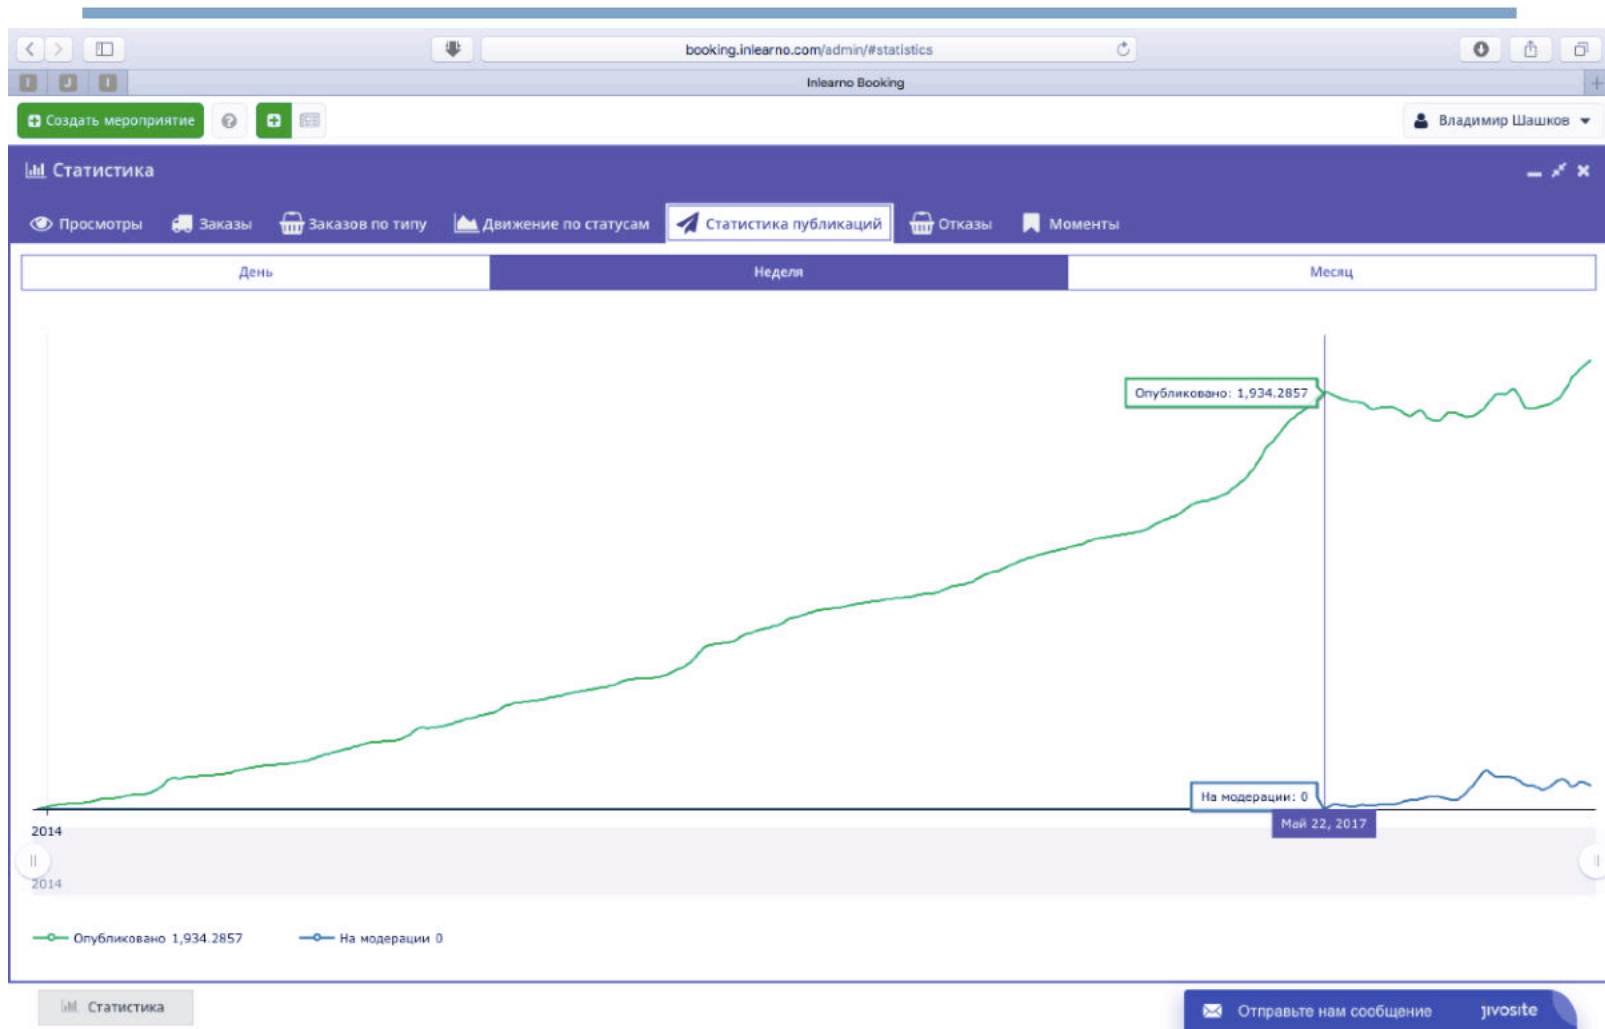 booking.inlearno.com/admin/#statistics
I J I Inlearno Booking
Создать мероприятие Владимир Шашков
Статистика
Просмотры Заказы Заказов по типу Движение по статусам Статистика публикаций Отказы Моменты
День Неделя Месяц
Опубликовано: 1,934.2857
На модерации: 0
Май 22, 2017
2014
2014
Опубликовано 1,934.2857 На модерации 0
Статистика
Отправьте нам сообщение jivosite